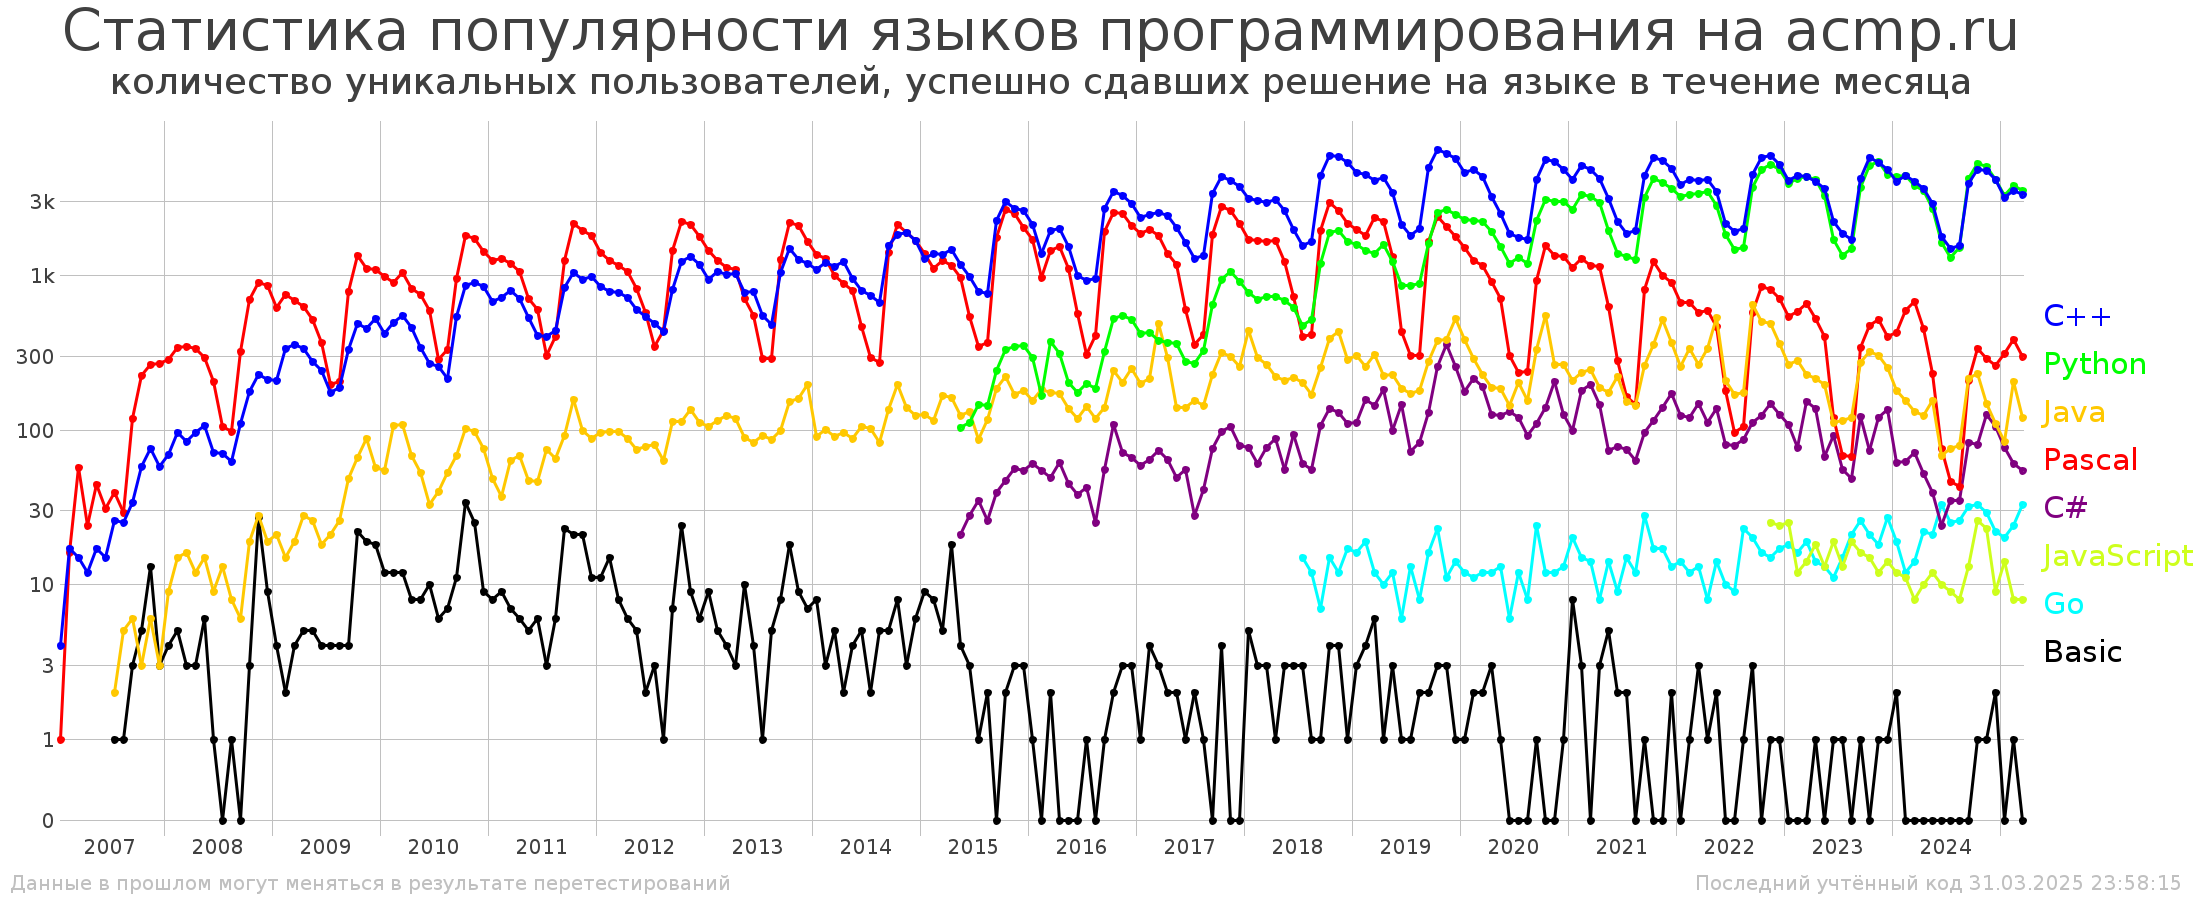 Статистика популярности языков программирования на acmp.ru
количество уникальных пользователей, успешно сдавших решение на языке в течение месяца
3k
1k
300
100
30
10
3
1
0
C++
Python
Java
Pascal
C#
JavaScript
Go
Basic
2007 2008 2009 2010 2011 2012 2013 2014 2015 2016 2017 2018 2019 2020 2021 2022 2023 2024
Данные в прошлом могут меняться в результате перетестирований
Последний учтённый код 31.03.2025 23:58:15